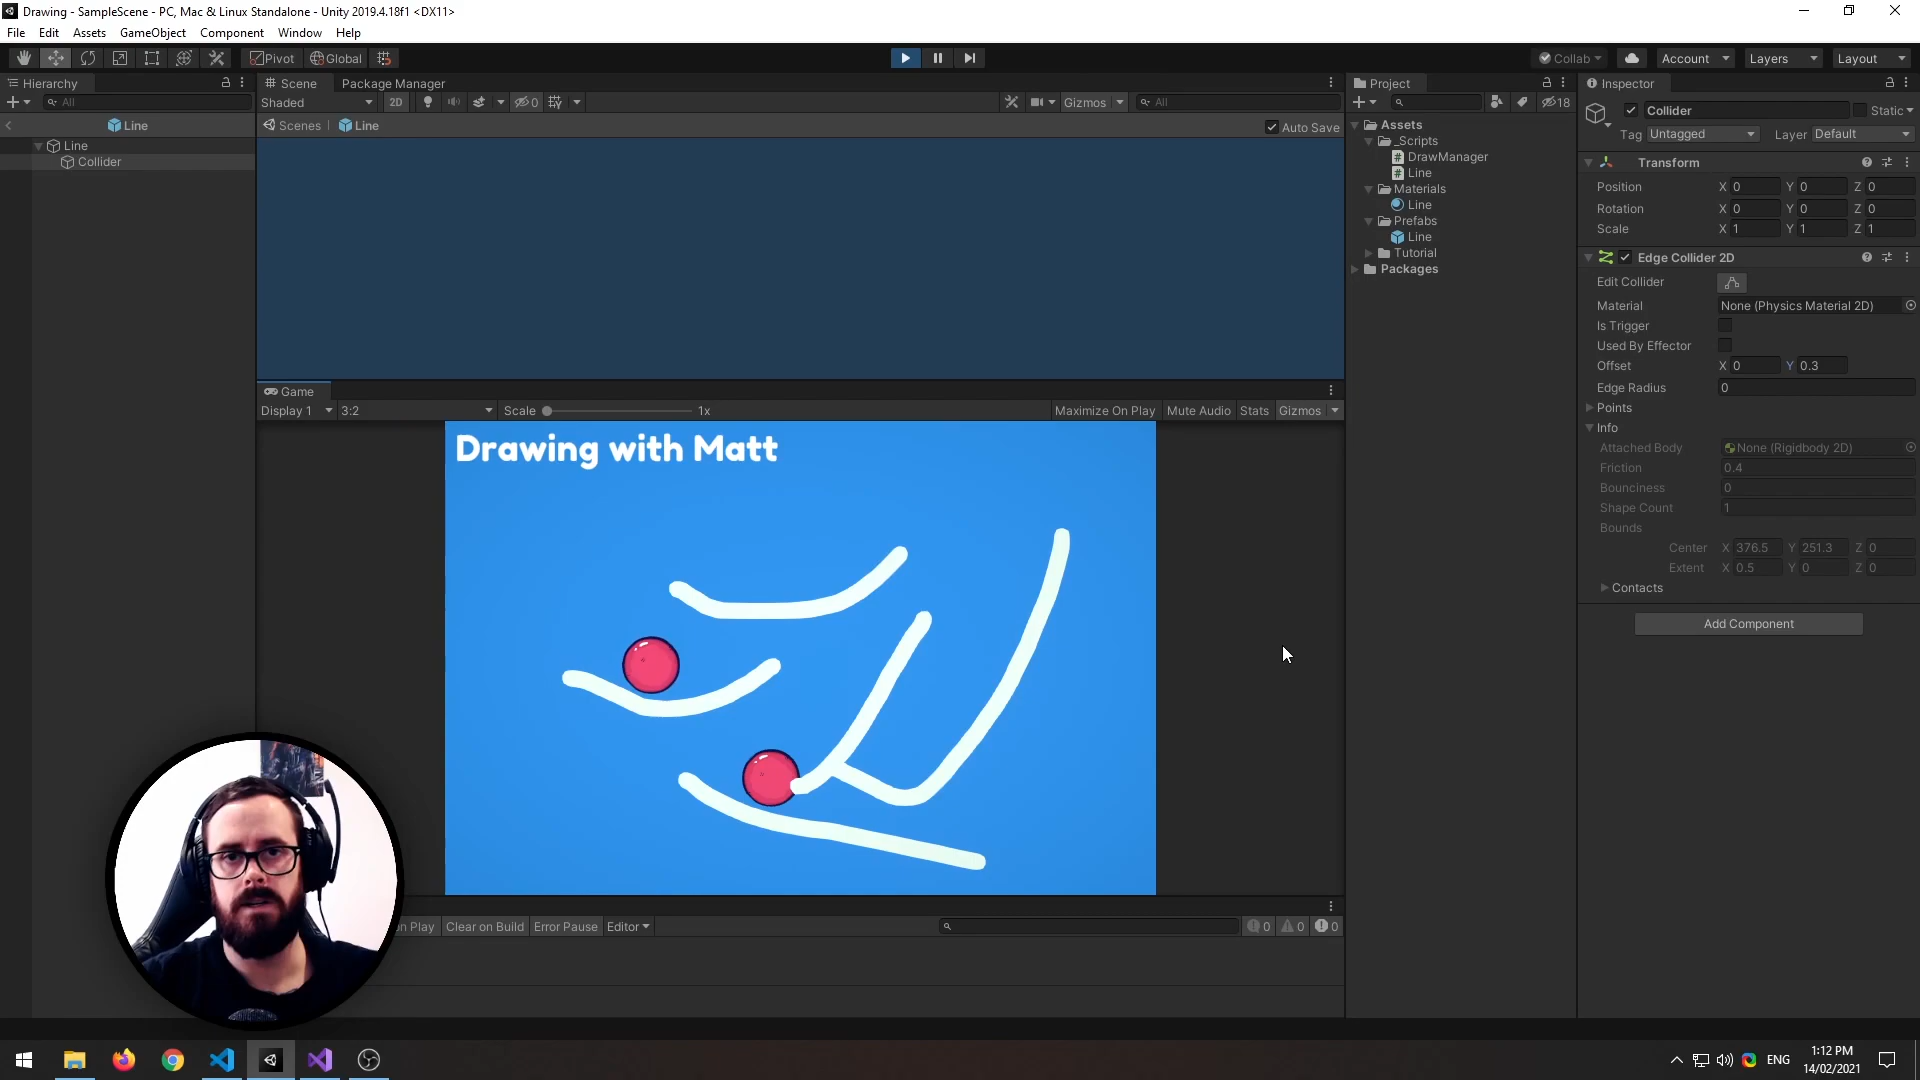 Drawing - SampleScene - PC, Mac & Linux Standalone - Unity 2019.4.18f1 <DX11>
File Edit Assets GameObject Component Window Help
Pivot Global Collab Account Layers Layout
Hierarchy
All
Line
Line
Collider
Scene Package Manager
Shaded 2D 0 Gizmos All
Scenes Line Auto Save
Game
Display 1 3:2 Scale 1x Maximize On Play Mute Audio Stats Gizmos
Drawing with Matt
on Play Clear on Build Error Pause Editor 0 0 0
Project
18
Assets
_Scripts
DrawManager
Line
Materials
Line
Prefabs
Line
Tutorial
Packages
Inspector
Collider Static
Tag Untagged Layer Default
Transform
Position X 0 Y 0 Z 0
Rotation X 0 Y 0 Z 0
Scale X 1 Y 1 Z 1
Edge Collider 2D
Edit Collider
Material None (Physics Material 2D)
Is Trigger
Used By Effector
Offset X 0 Y 0.3
Edge Radius 0
Points
Info
Attached Body None (Rigidbody 2D)
Friction 0.4
Bounciness 0
Shape Count 1
Bounds
Center X 376.5 Y 251.3 Z 0
Extent X 0.5 Y 0 Z 0
Contacts
Add Component
ENG 1:12 PM
14/02/2021